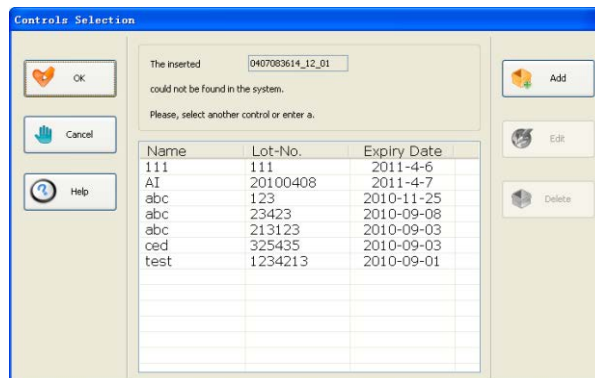 Controls Selection
OK
Cancel
Help
The inserted 0407083614_12_01
could not be found in the system.
Please, select another control or enter a.
Name Lot-No. Expiry Date
111 111 2011-4-6
AI 20100408 2011-4-7
abc 123 2010-11-25
abc 23423 2010-09-08
abc 213123 2010-09-03
ced 325435 2010-09-03
test 1234213 2010-09-01
Add
Edit
Delete